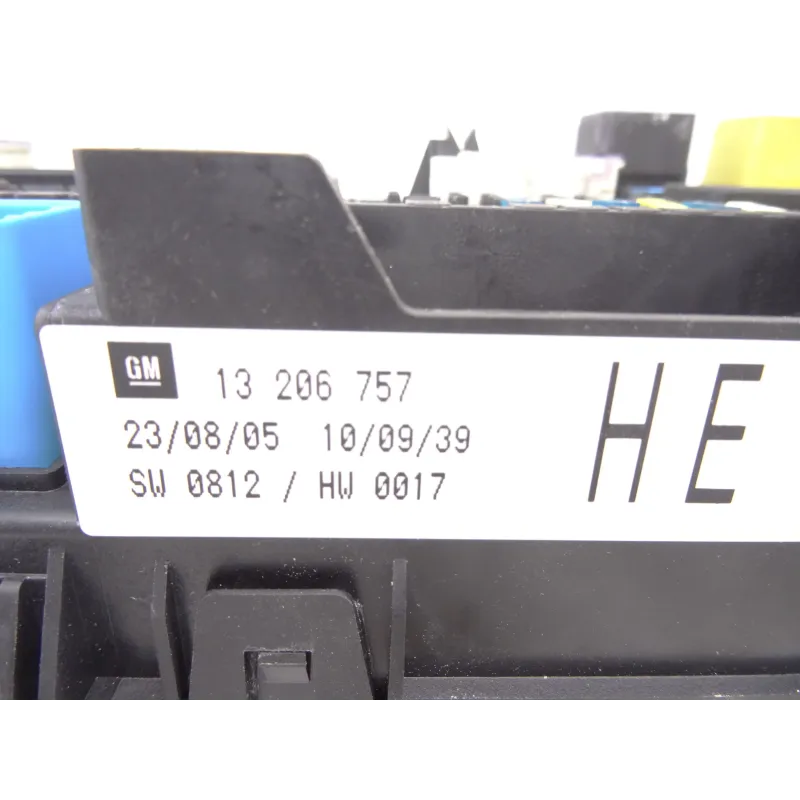 GM 13 206 757
23/08/05 10/09/39
SW 0812 / HW 0017
HE